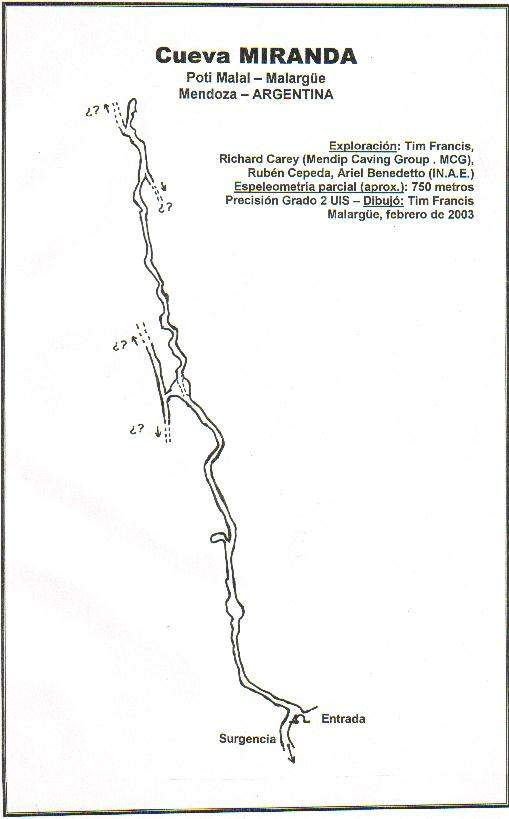 Cueva MIRANDA
Poti Malal – Malargüe
Mendoza – ARGENTINA
Exploración: Tim Francis,
Richard Carey (Mendip Caving Group . MCG),
Rubén Cepeda, Ariel Benedetto (IN.A.E.)
Espeleometría parcial (aprox.): 750 metros
Precisión Grado 2 UIS – Dibujó: Tim Francis
Malargüe, febrero de 2003
¿?
¿?
¿?
¿?
Entrada
Surgencia